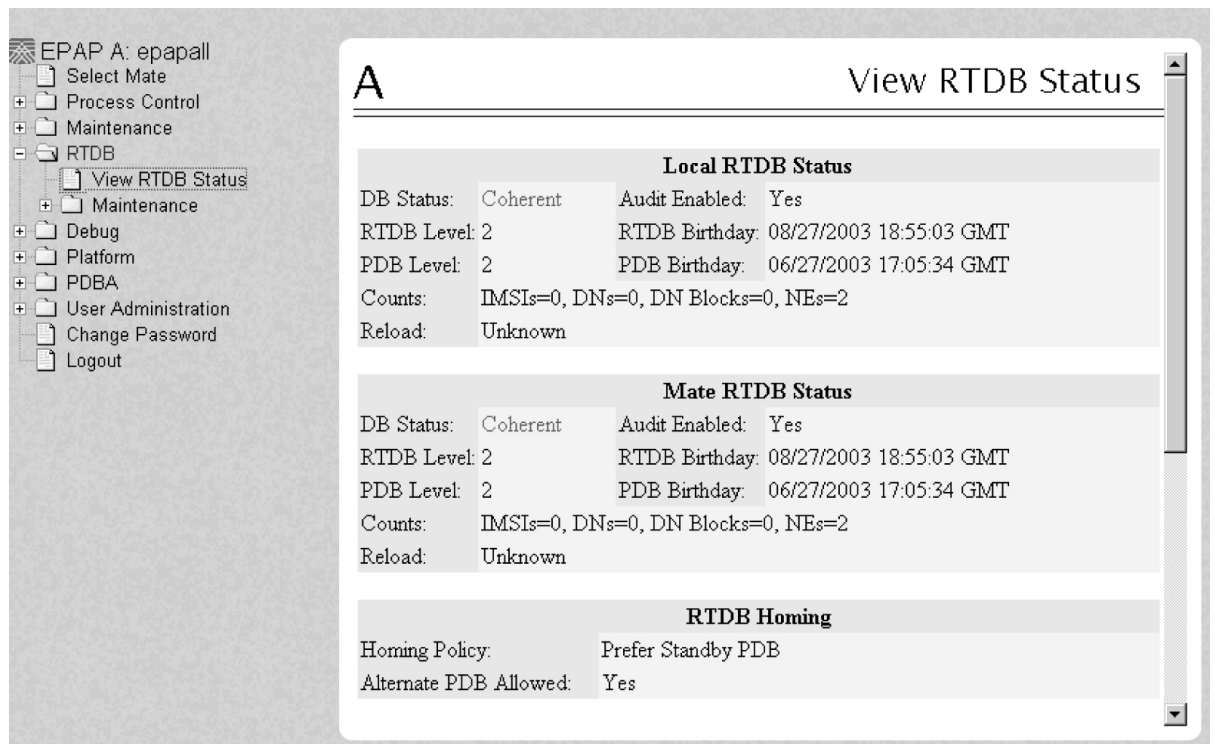 EPAP A: epapall
Select Mate
Process Control
Maintenance
RTDB
View RTDB Status
Maintenance
Debug
Platform
PDBA
User Administration
Change Password
Logout
A
View RTDB Status
Local RTDB Status
DB Status: Coherent Audit Enabled: Yes
RTDB Level: 2 RTDB Birthday: 08/27/2003 18:55:03 GMT
PDB Level: 2 PDB Birthday: 06/27/2003 17:05:34 GMT
Counts: IMSIs=0, DNs=0, DN Blocks=0, NEs=2
Reload: Unknown
Mate RTDB Status
DB Status: Coherent Audit Enabled: Yes
RTDB Level: 2 RTDB Birthday: 08/27/2003 18:55:03 GMT
PDB Level: 2 PDB Birthday: 06/27/2003 17:05:34 GMT
Counts: IMSIs=0, DNs=0, DN Blocks=0, NEs=2
Reload: Unknown
RTDB Homing
Homing Policy: Prefer Standby PDB
Alternate PDB Allowed: Yes